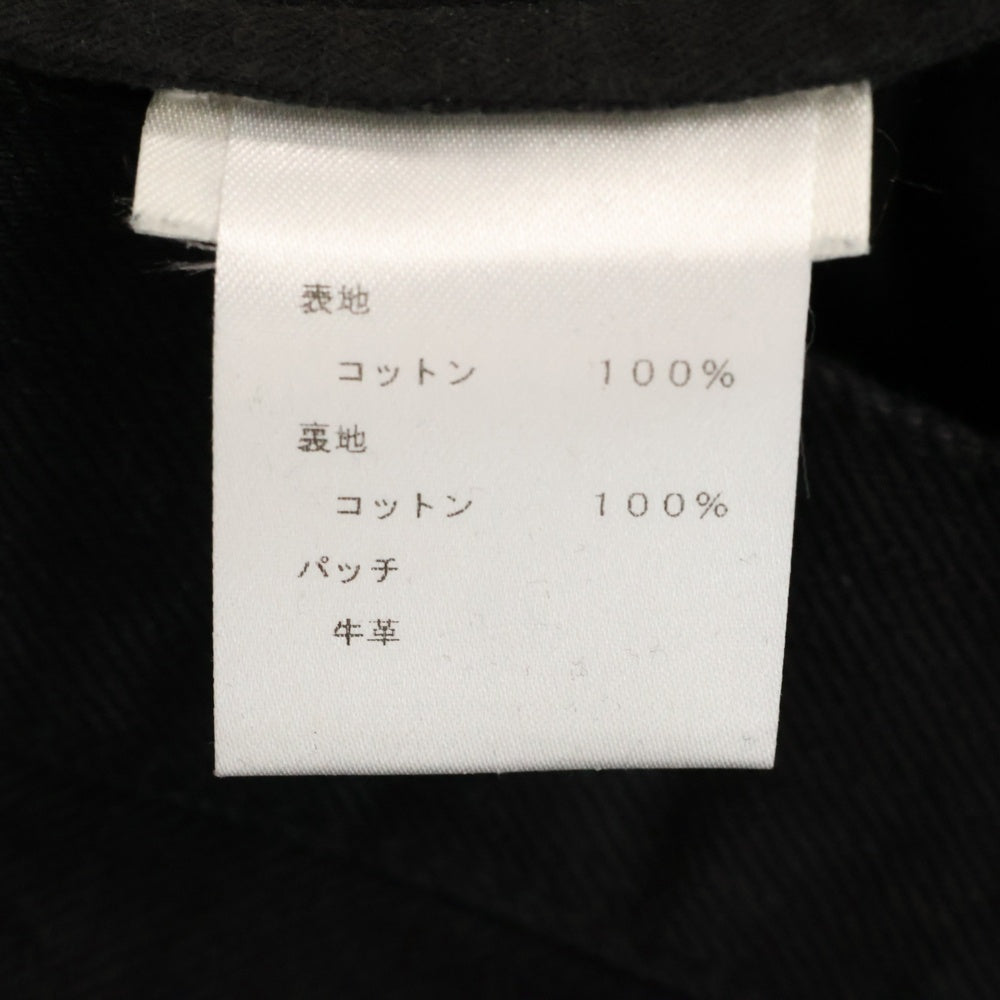 表地
コットン 100%
裏地
コットン 100%
パッチ
牛革